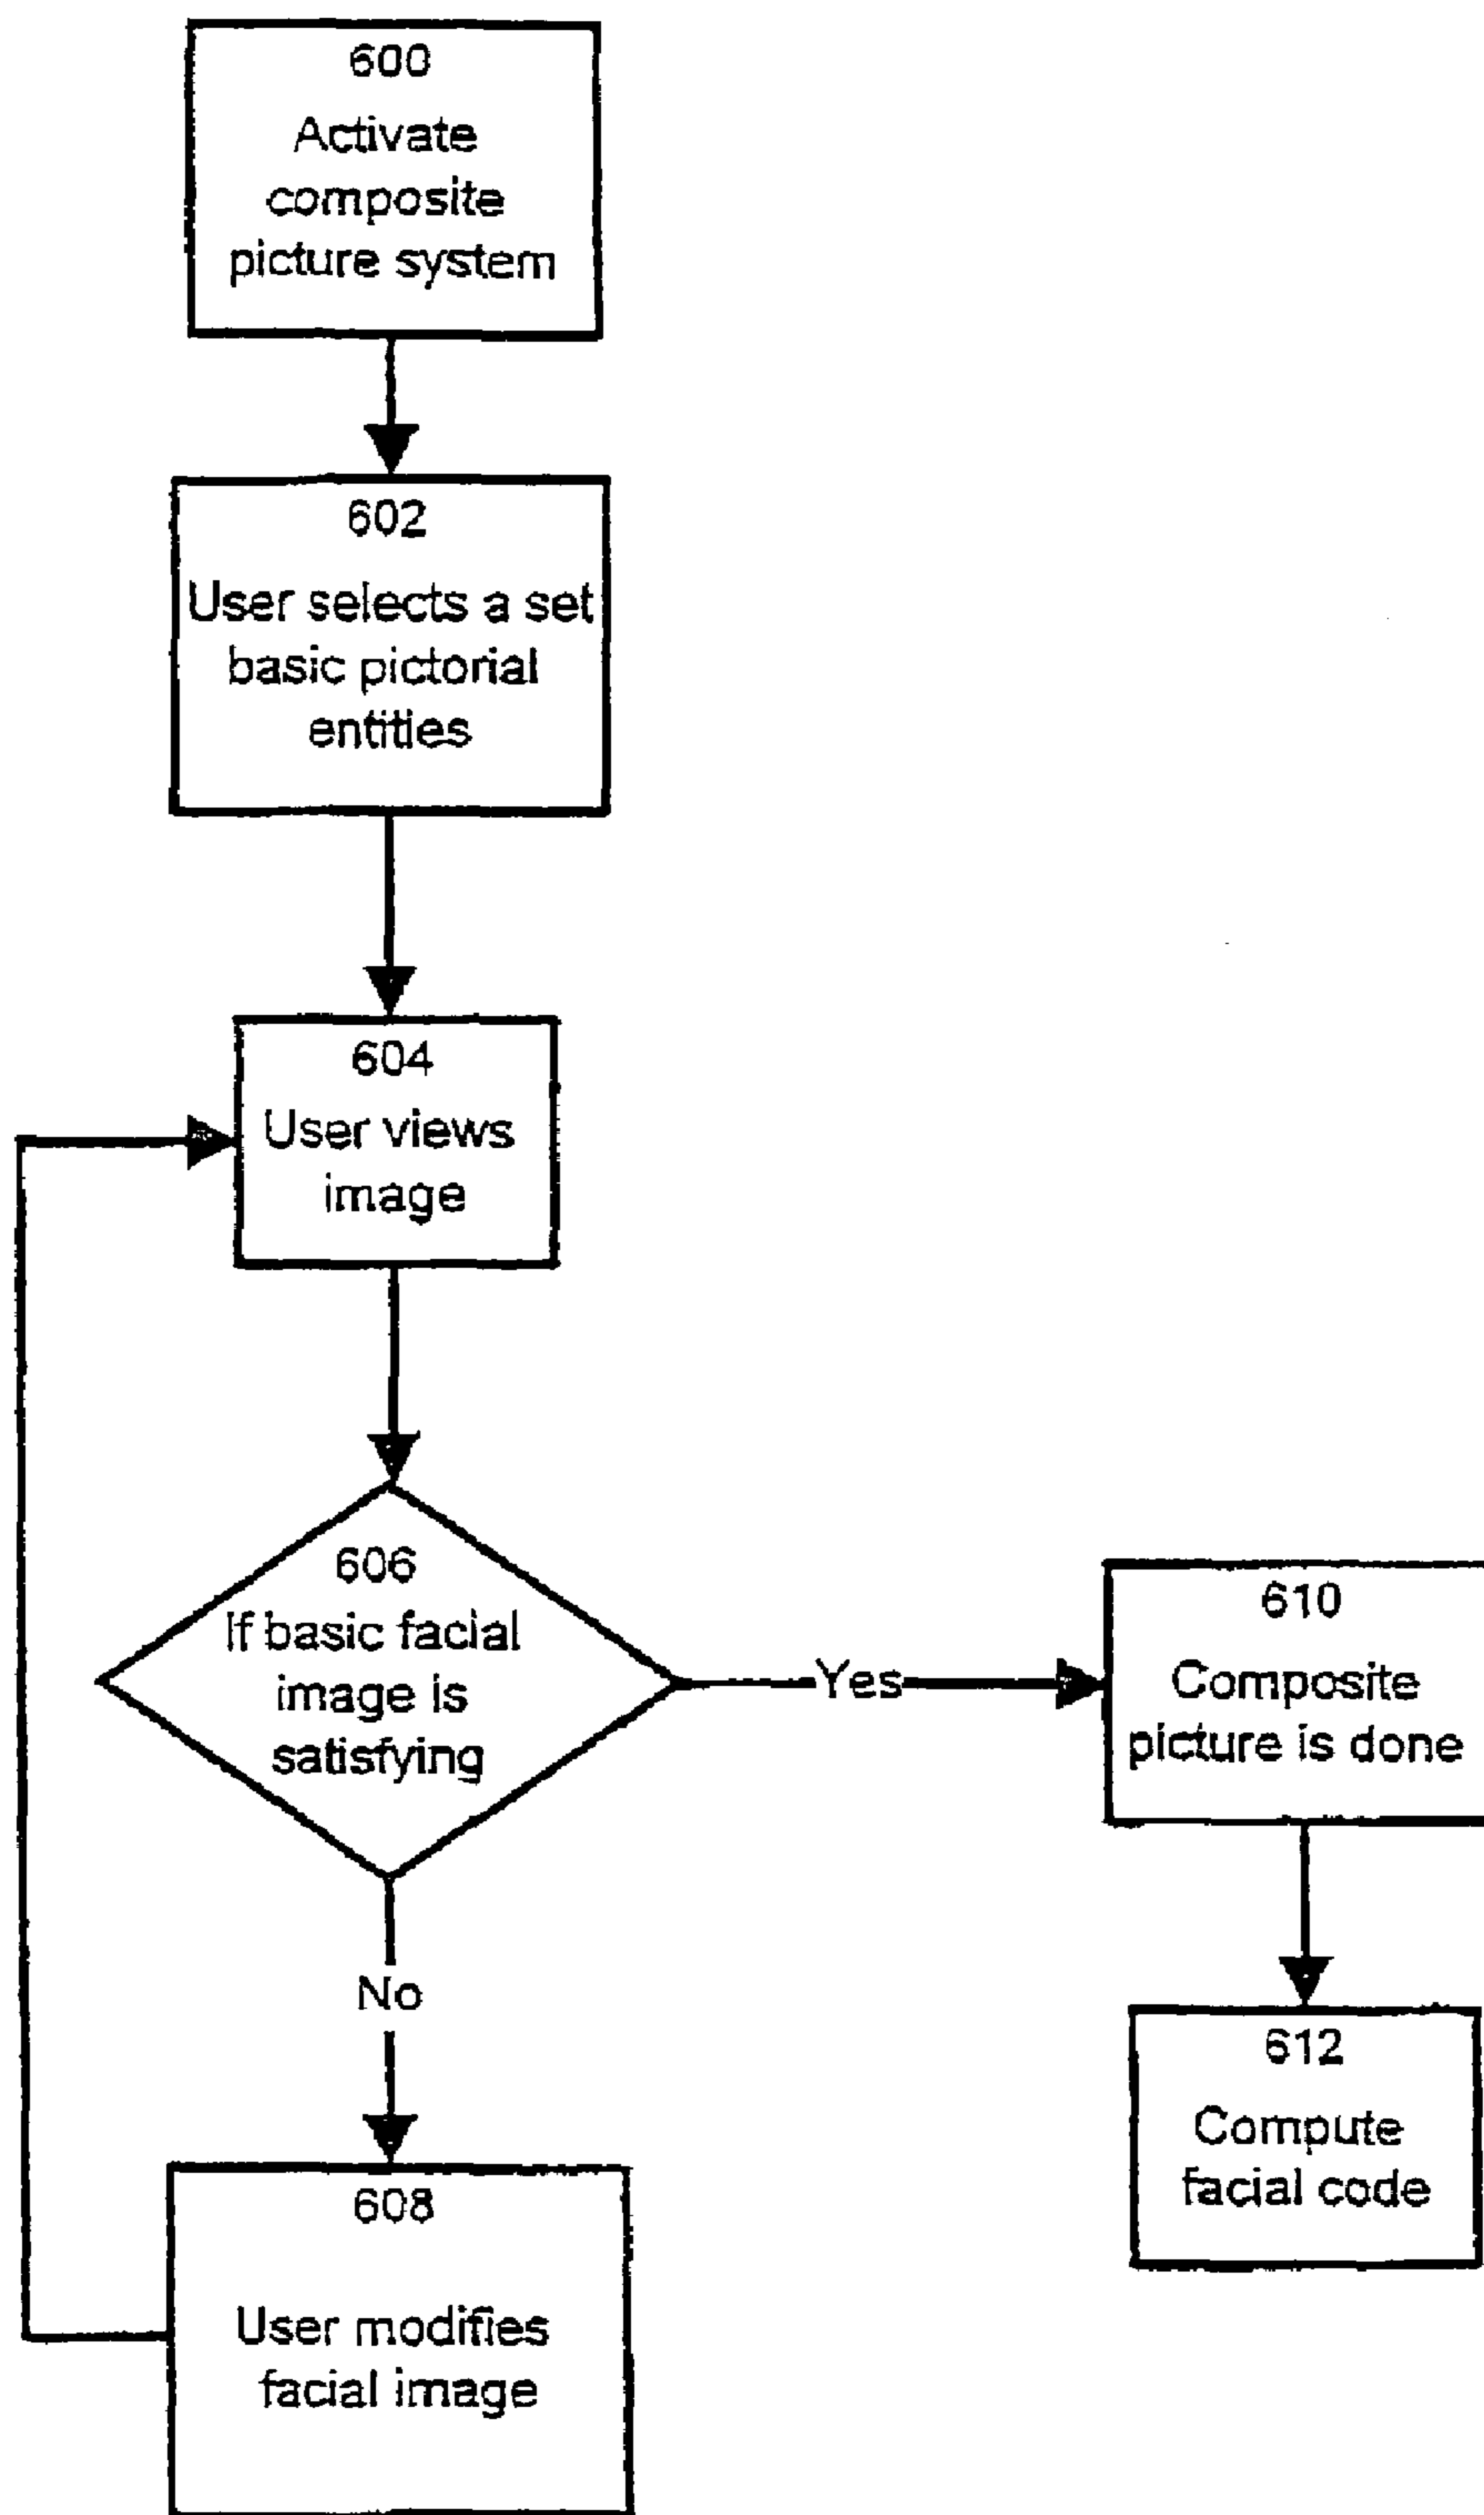 600
Activate
composite
picture system
602
User selects a set
basic pictorial
entities
604
User views
image
606
If basic facial
image is
satisfying
Yes
610
Composite
picture is done
No
612
Compute
facial code
608
User modifies
facial image